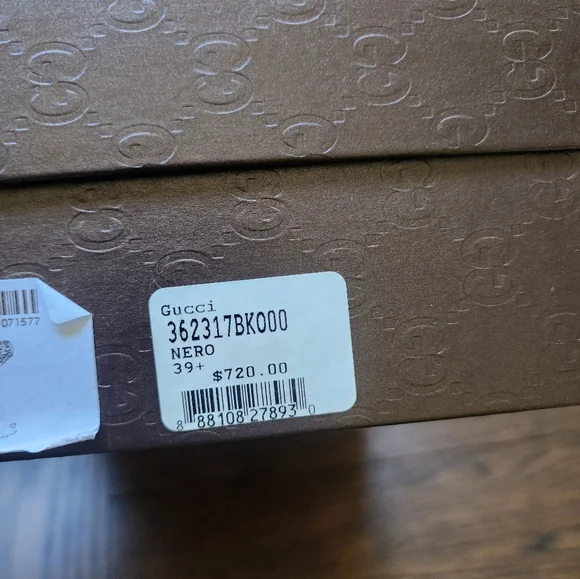 071577
Gucci
362317BK000
NERO
39+ $720.00
8 88108 27893 0